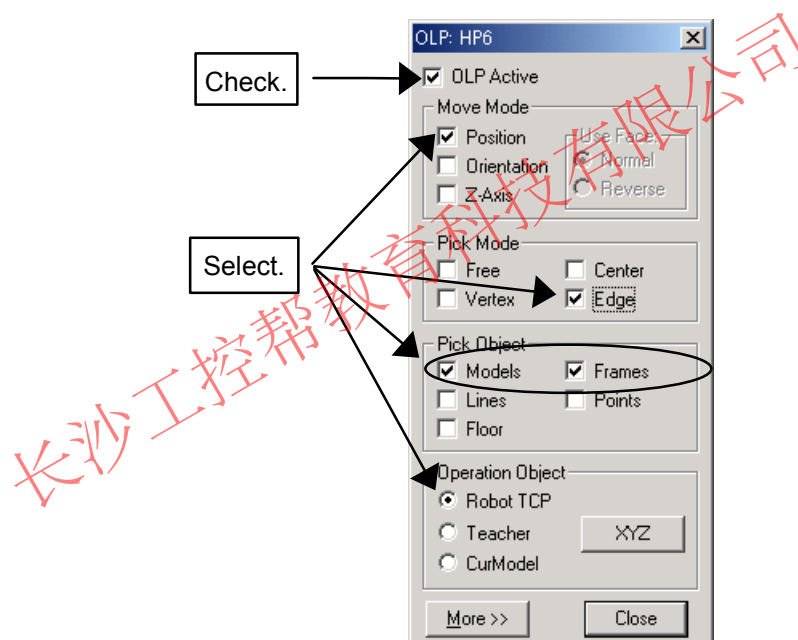 OLP: HP6
Check.
OLP Active
Move Mode
Position
Use Face:
Orientation
Normal
Z-Axis
Reverse
Select.
Pick Mode
Free
Center
Vertex
Edge
Pick Object
Models
Frames
Lines
Points
Floor
Operation Object
Robot TCP
Teacher
XYZ
CurModel
More >>
Close
长沙工控帮教育科技有限公司